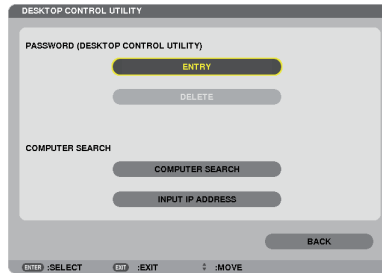 DESKTOP CONTROL UTILITY
PASSWORD (DESKTOP CONTROL UTILITY)
ENTRY
DELETE
COMPUTER SEARCH
COMPUTER SEARCH
INPUT IP ADDRESS
BACK
ENTER :SELECT EXIT :EXIT :MOVE